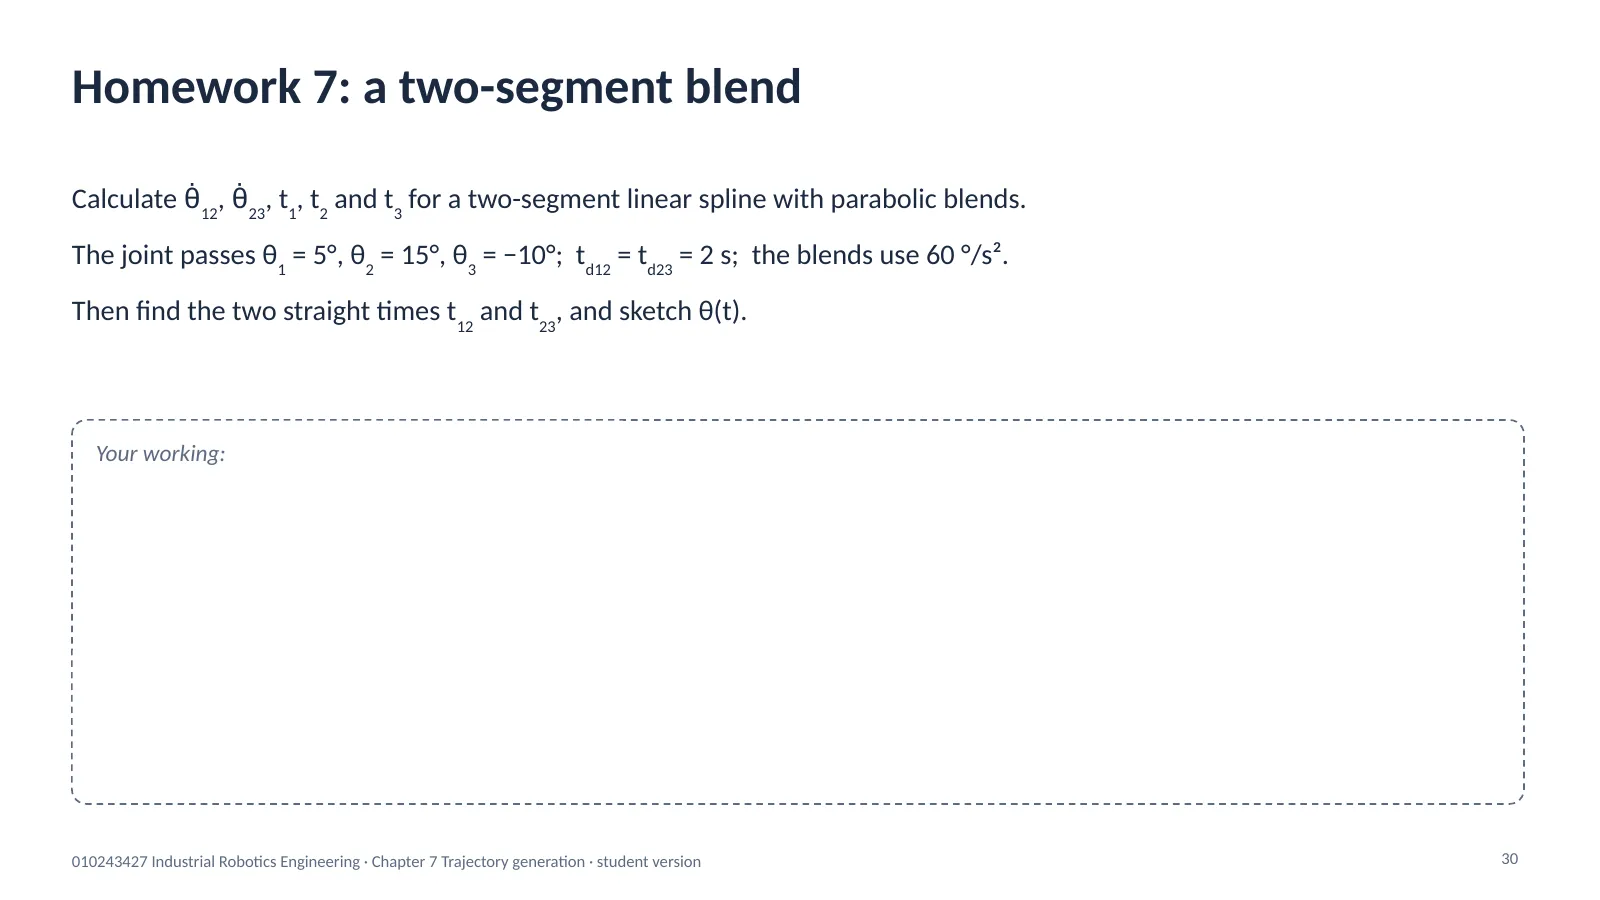 Homework 7: a two-segment blend
Calculate θ̇₁₂, θ̇₂₃, t₁, t₂ and t₃ for a two-segment linear spline with parabolic blends.
The joint passes θ₁ = 5°, θ₂ = 15°, θ₃ = −10°; t_d12 = t_d23 = 2 s; the blends use 60 °/s².
Then find the two straight times t₁₂ and t₂₃, and sketch θ(t).
Your working:
010243427 Industrial Robotics Engineering · Chapter 7 Trajectory generation · student version
30